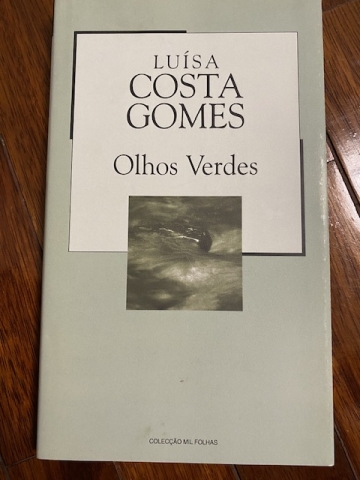 LUÍSA
COSTA
GOMES
Olhos Verdes
COLECÇÃO MIL FOLHAS